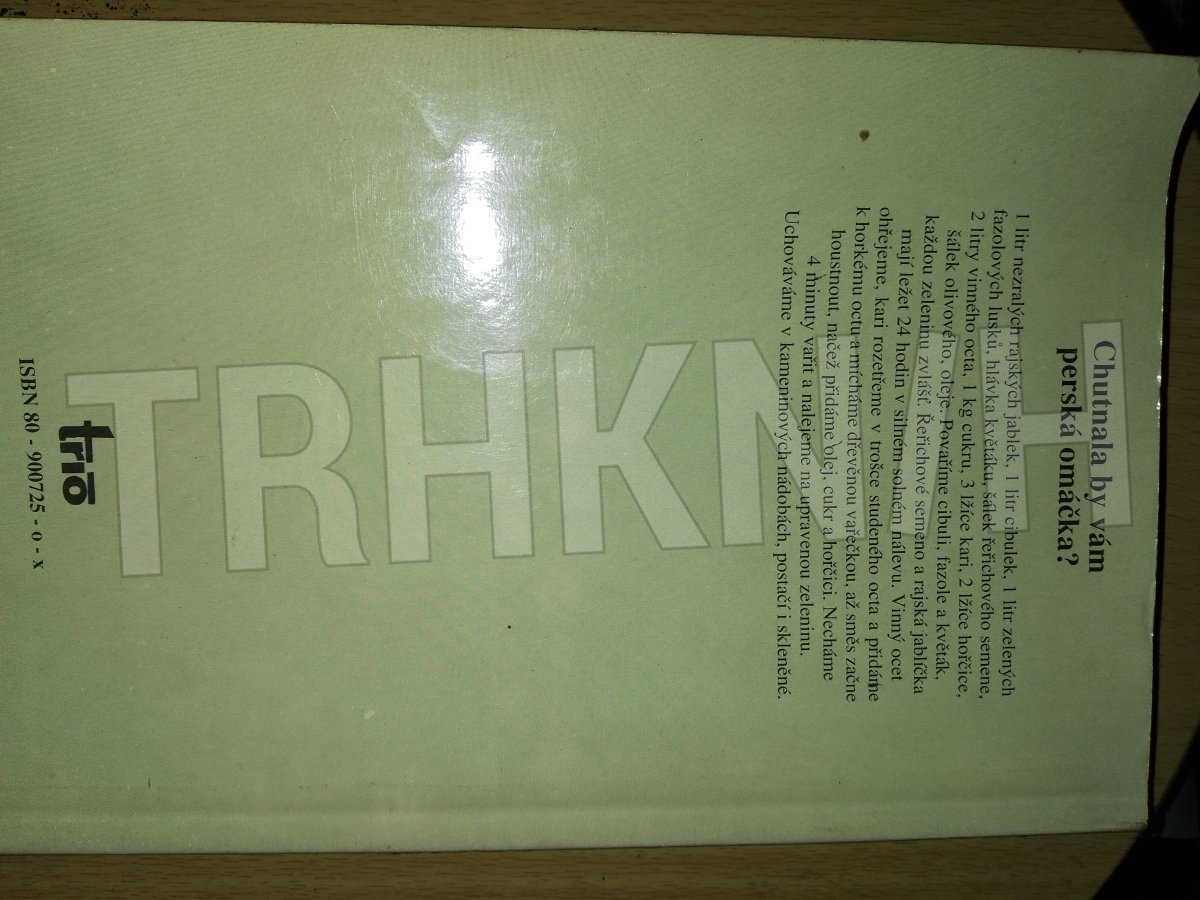 Chutnala by vám
perská omáčka?
1 litr nezralých rajských jablek, 1 litr cibulek, 1 litr zelených
fazolových lusků, hlávka květáku, šálek řeřichového semene,
2 litry vinného octa, 1 kg cukru, 3 lžíce kari, 2 lžíce hořčice,
šálek olivového, oleje. Povaříme cibuli, fazole a květák,
každou zeleninu zvlášť. Řeřichové semeno a rajská jablíčka
mají ležet 24 hodin v silném solném nálevu. Vinný ocet
ohřejeme, kari rozetřeme v trošce studeného octa a přidáme
k horkému octu a mícháme dřevěnou vařečkou, až směs začne
houstnout, načež přidáme olej, cukr a hořčici. Necháme
4 minuty vařit a nalejeme na upravenou zeleninu.
Uchováváme v kameninových nádobách, postačí i skleněné.
trio
ISBN 80 - 900725 - o - x